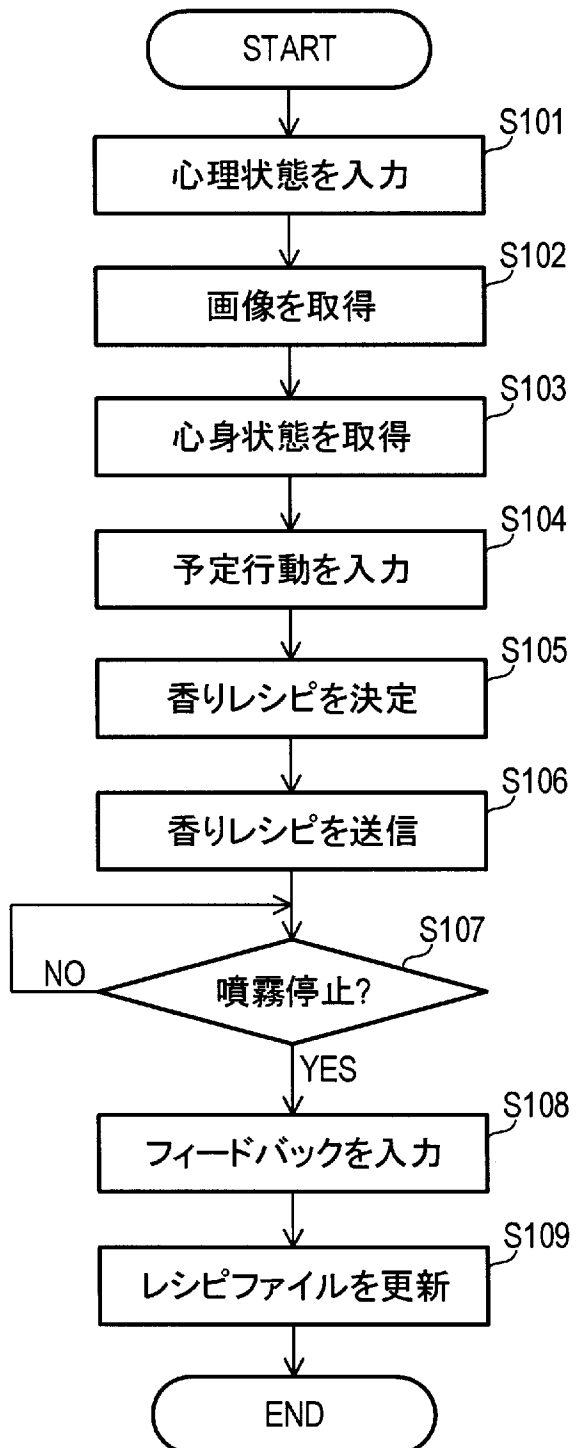 START
S101
心理状態を入力
S102
画像を取得
S103
心身状態を取得
S104
予定行動を入力
S105
香りレシピを決定
S106
香りレシピを送信
S107
噴霧停止?
NO
YES
S108
フィードバックを入力
S109
レシピファイルを更新
END